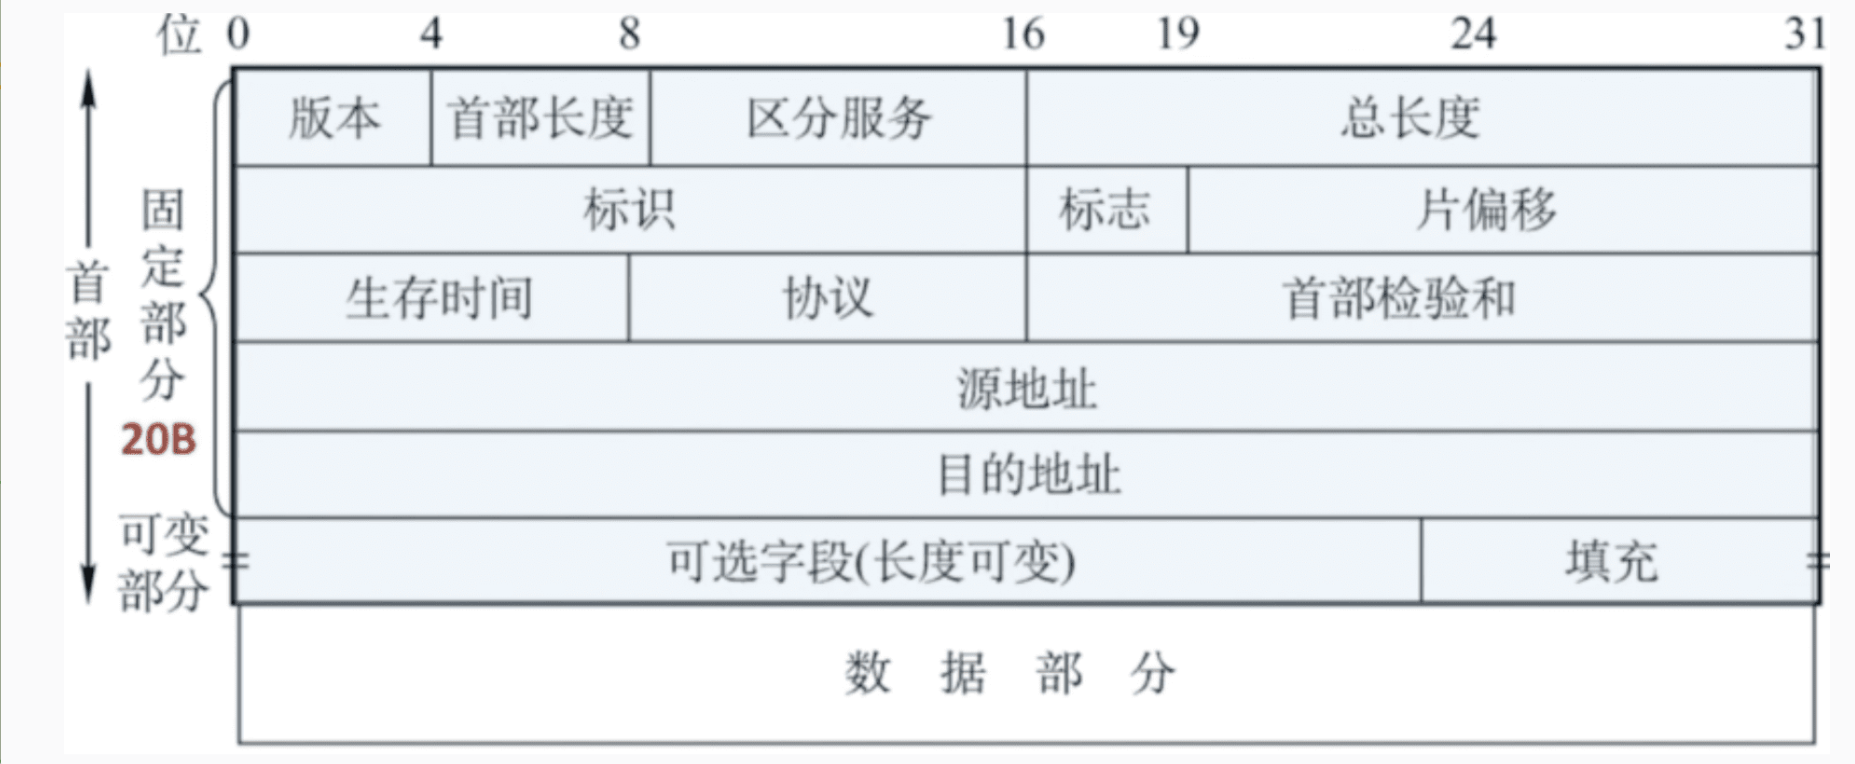 位 0 4 8 16 19 24 31
版本 首部长度 区分服务 总长度
标识 标志 片偏移
生存时间 协议 首部检验和
源地址
目的地址
可选字段(长度可变) 填充
数据部分
首部
固定部分
20B
可变
部分